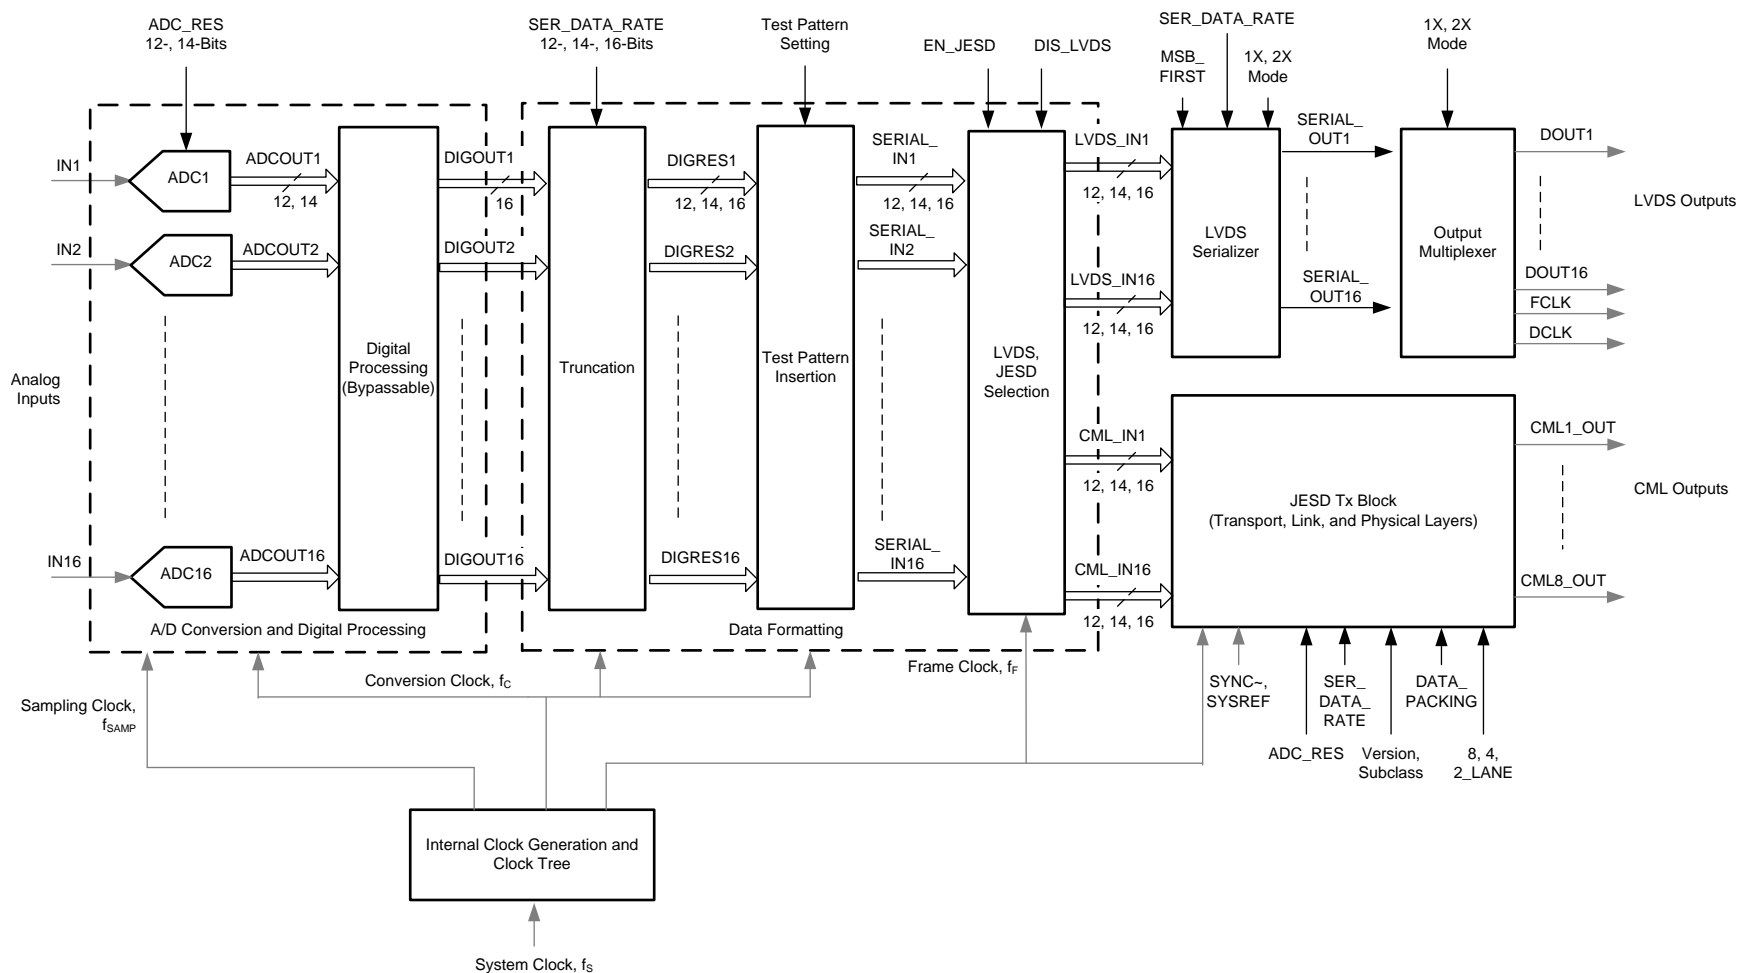 ADC_RES
12-, 14-Bits
SER_DATA_RATE
12-, 14-, 16-Bits
Test Pattern
Setting
EN_JESD
DIS_LVDS
SER_DATA_RATE
MSB_
FIRST
1X, 2X
Mode
1X, 2X
Mode
IN1
ADC1
ADCOUT1
12, 14
DIGOUT1
16
DIGRES1
12, 14, 16
SERIAL_
IN1
12, 14, 16
LVDS_IN1
12, 14, 16
SERIAL_
OUT1
DOUT1
LVDS Outputs
IN2
ADC2
ADCOUT2
DIGOUT2
DIGRES2
SERIAL_
IN2
LVDS_IN16
12, 14, 16
LVDS
Serializer
SERIAL_
OUT16
Output
Multiplexer
DOUT16
FCLK
DCLK
Analog
Inputs
Digital
Processing
(Bypassable)
Truncation
Test Pattern
Insertion
LVDS,
JESD
Selection
CML_IN1
12, 14, 16
JESD Tx Block
(Transport, Link, and Physical Layers)
CML1_OUT
CML Outputs
CML8_OUT
IN16
ADC16
ADCOUT16
DIGOUT16
DIGRES16
SERIAL_
IN16
CML_IN16
12, 14, 16
A/D Conversion and Digital Processing
Data Formatting
Sampling Clock,
fSAMP
Conversion Clock, fC
Frame Clock, fF
SYNC~,
SYSREF
ADC_RES
SER_
DATA_
RATE
Version,
Subclass
DATA_
PACKING
8, 4,
2_LANE
Internal Clock Generation and
Clock Tree
System Clock, fS